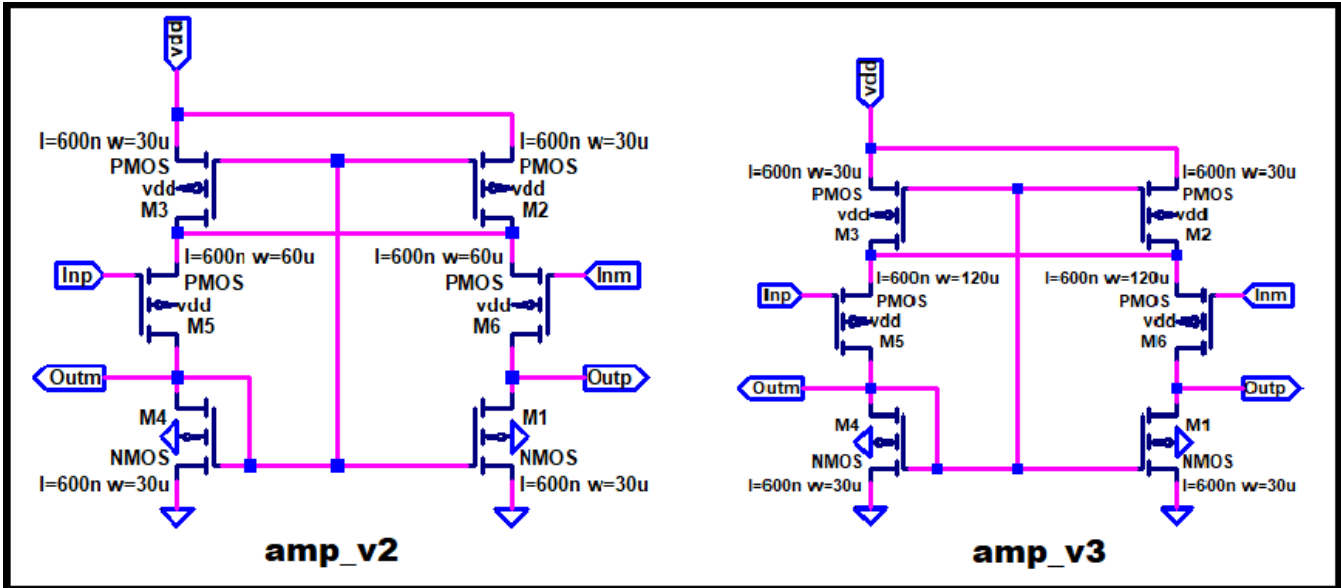 vdd
l=600n w=30u
l=600n w=30u
PMOS
PMOS
vdd
vdd
M3
M2
l=600n w=60u
l=600n w=60u
Inp
PMOS
PMOS
Inm
vdd
vdd
M5
M6
Outm
Outp
M4
M1
NMOS
NMOS
l=600n w=30u
l=600n w=30u
amp_v2
vdd
l=600n w=30u
l=600n w=30u
PMOS
PMOS
vdd
vdd
M3
M2
l=600n w=120u
l=600n w=120u
Inp
PMOS
PMOS
Inm
vdd
vdd
M5
M6
Outm
Outp
M4
M1
NMOS
NMOS
l=600n w=30u
l=600n w=30u
amp_v3